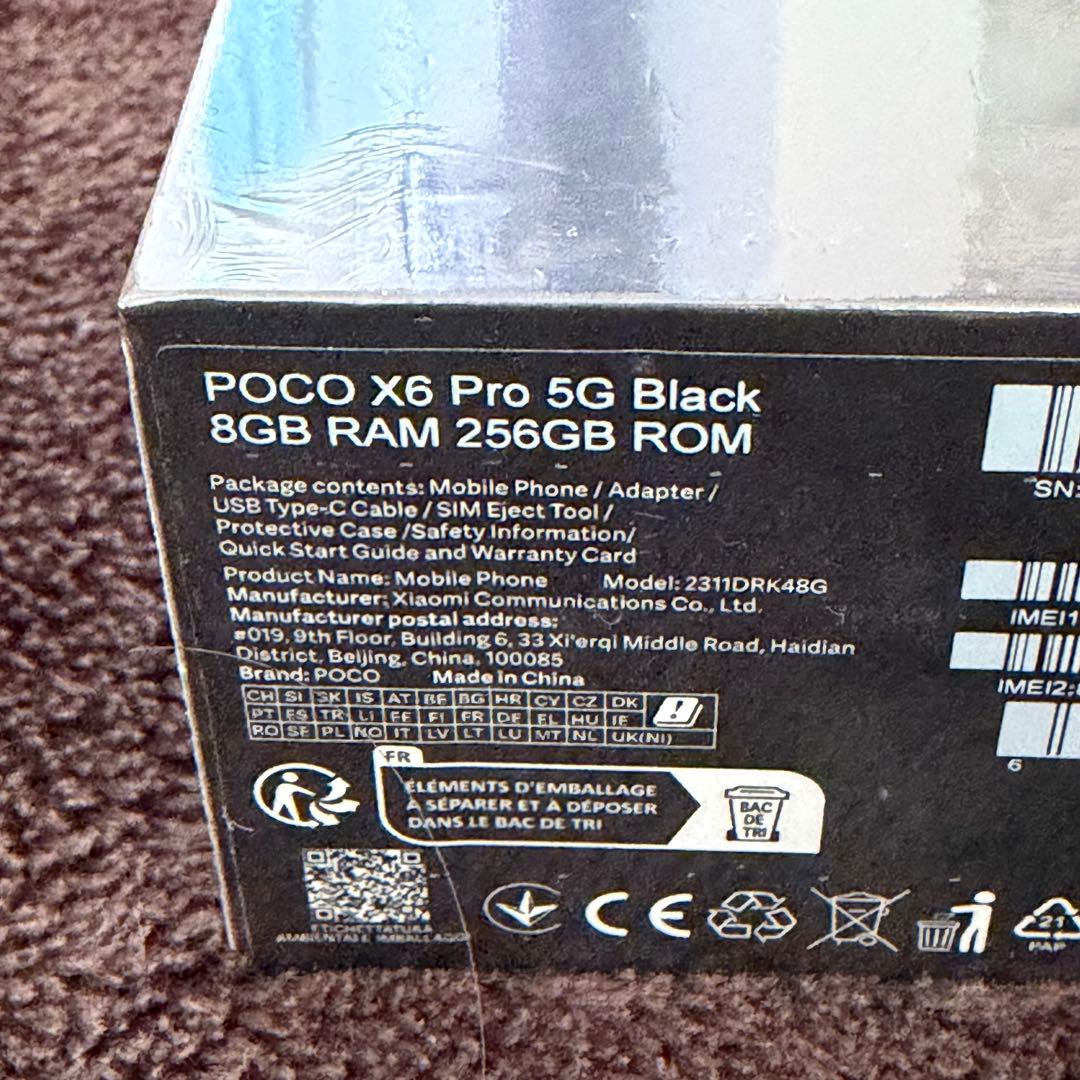 POCO X6 Pro 5G Black
8GB RAM 256GB ROM
Package contents: Mobile Phone / Adapter /
USB Type-C Cable / SIM Eject Tool /
Protective Case /Safety Information/
Quick Start Guide and Warranty Card
Product Name: Mobile Phone Model: 2311DRK48G
Manufacturer: Xiaomi Communications Co., Ltd.
Manufacturer postal address:
#019, 9th Floor, Building 6, 33 Xi'erqi Middle Road, Haidian
District, Beijing, China, 100085
Brand: POCO Made in China
CH SI SK IS AT BE BG HR CY CZ DK
PT ES TR LI EE FI FR DE EL HU IE
RO SE PL NO IT LV LT LU MT NL UK(NI)
FR
ÉLÉMENTS D'EMBALLAGE
À SÉPARER ET À DÉPOSER
DANS LE BAC DE TRI
BAC
DE
TRI
ETICHETTATURA
AMBIENTALE IMBALLAGGI
CE
21
PAP
SN:
IMEI1
IMEI2:
6